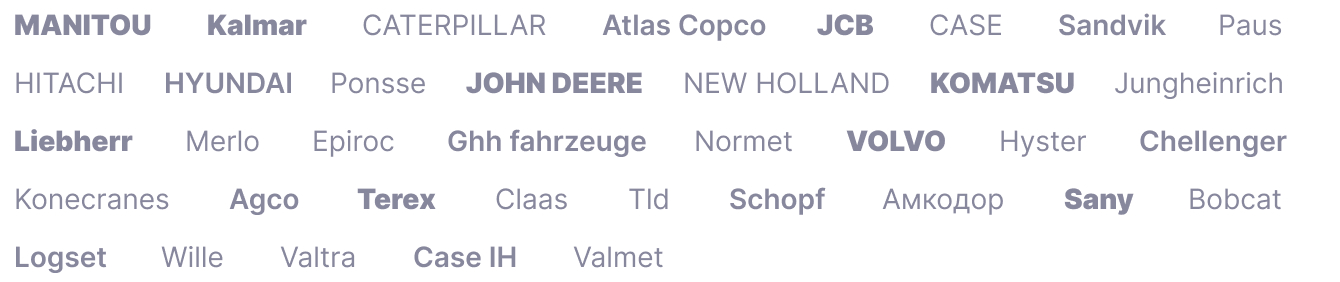 MANITOU Kalmar CATERPILLAR Atlas Copco JCB CASE Sandvik Paus
HITACHI HYUNDAI Ponsse JOHN DEERE NEW HOLLAND KOMATSU Jungheinrich
Liebherr Merlo Epiroc Ghh fahrzeuge Normet VOLVO Hyster Chellenger
Konecranes Agco Terex Claas Tld Schopf Амкодор Sany Bobcat
Logset Wille Valtra Case IH Valmet